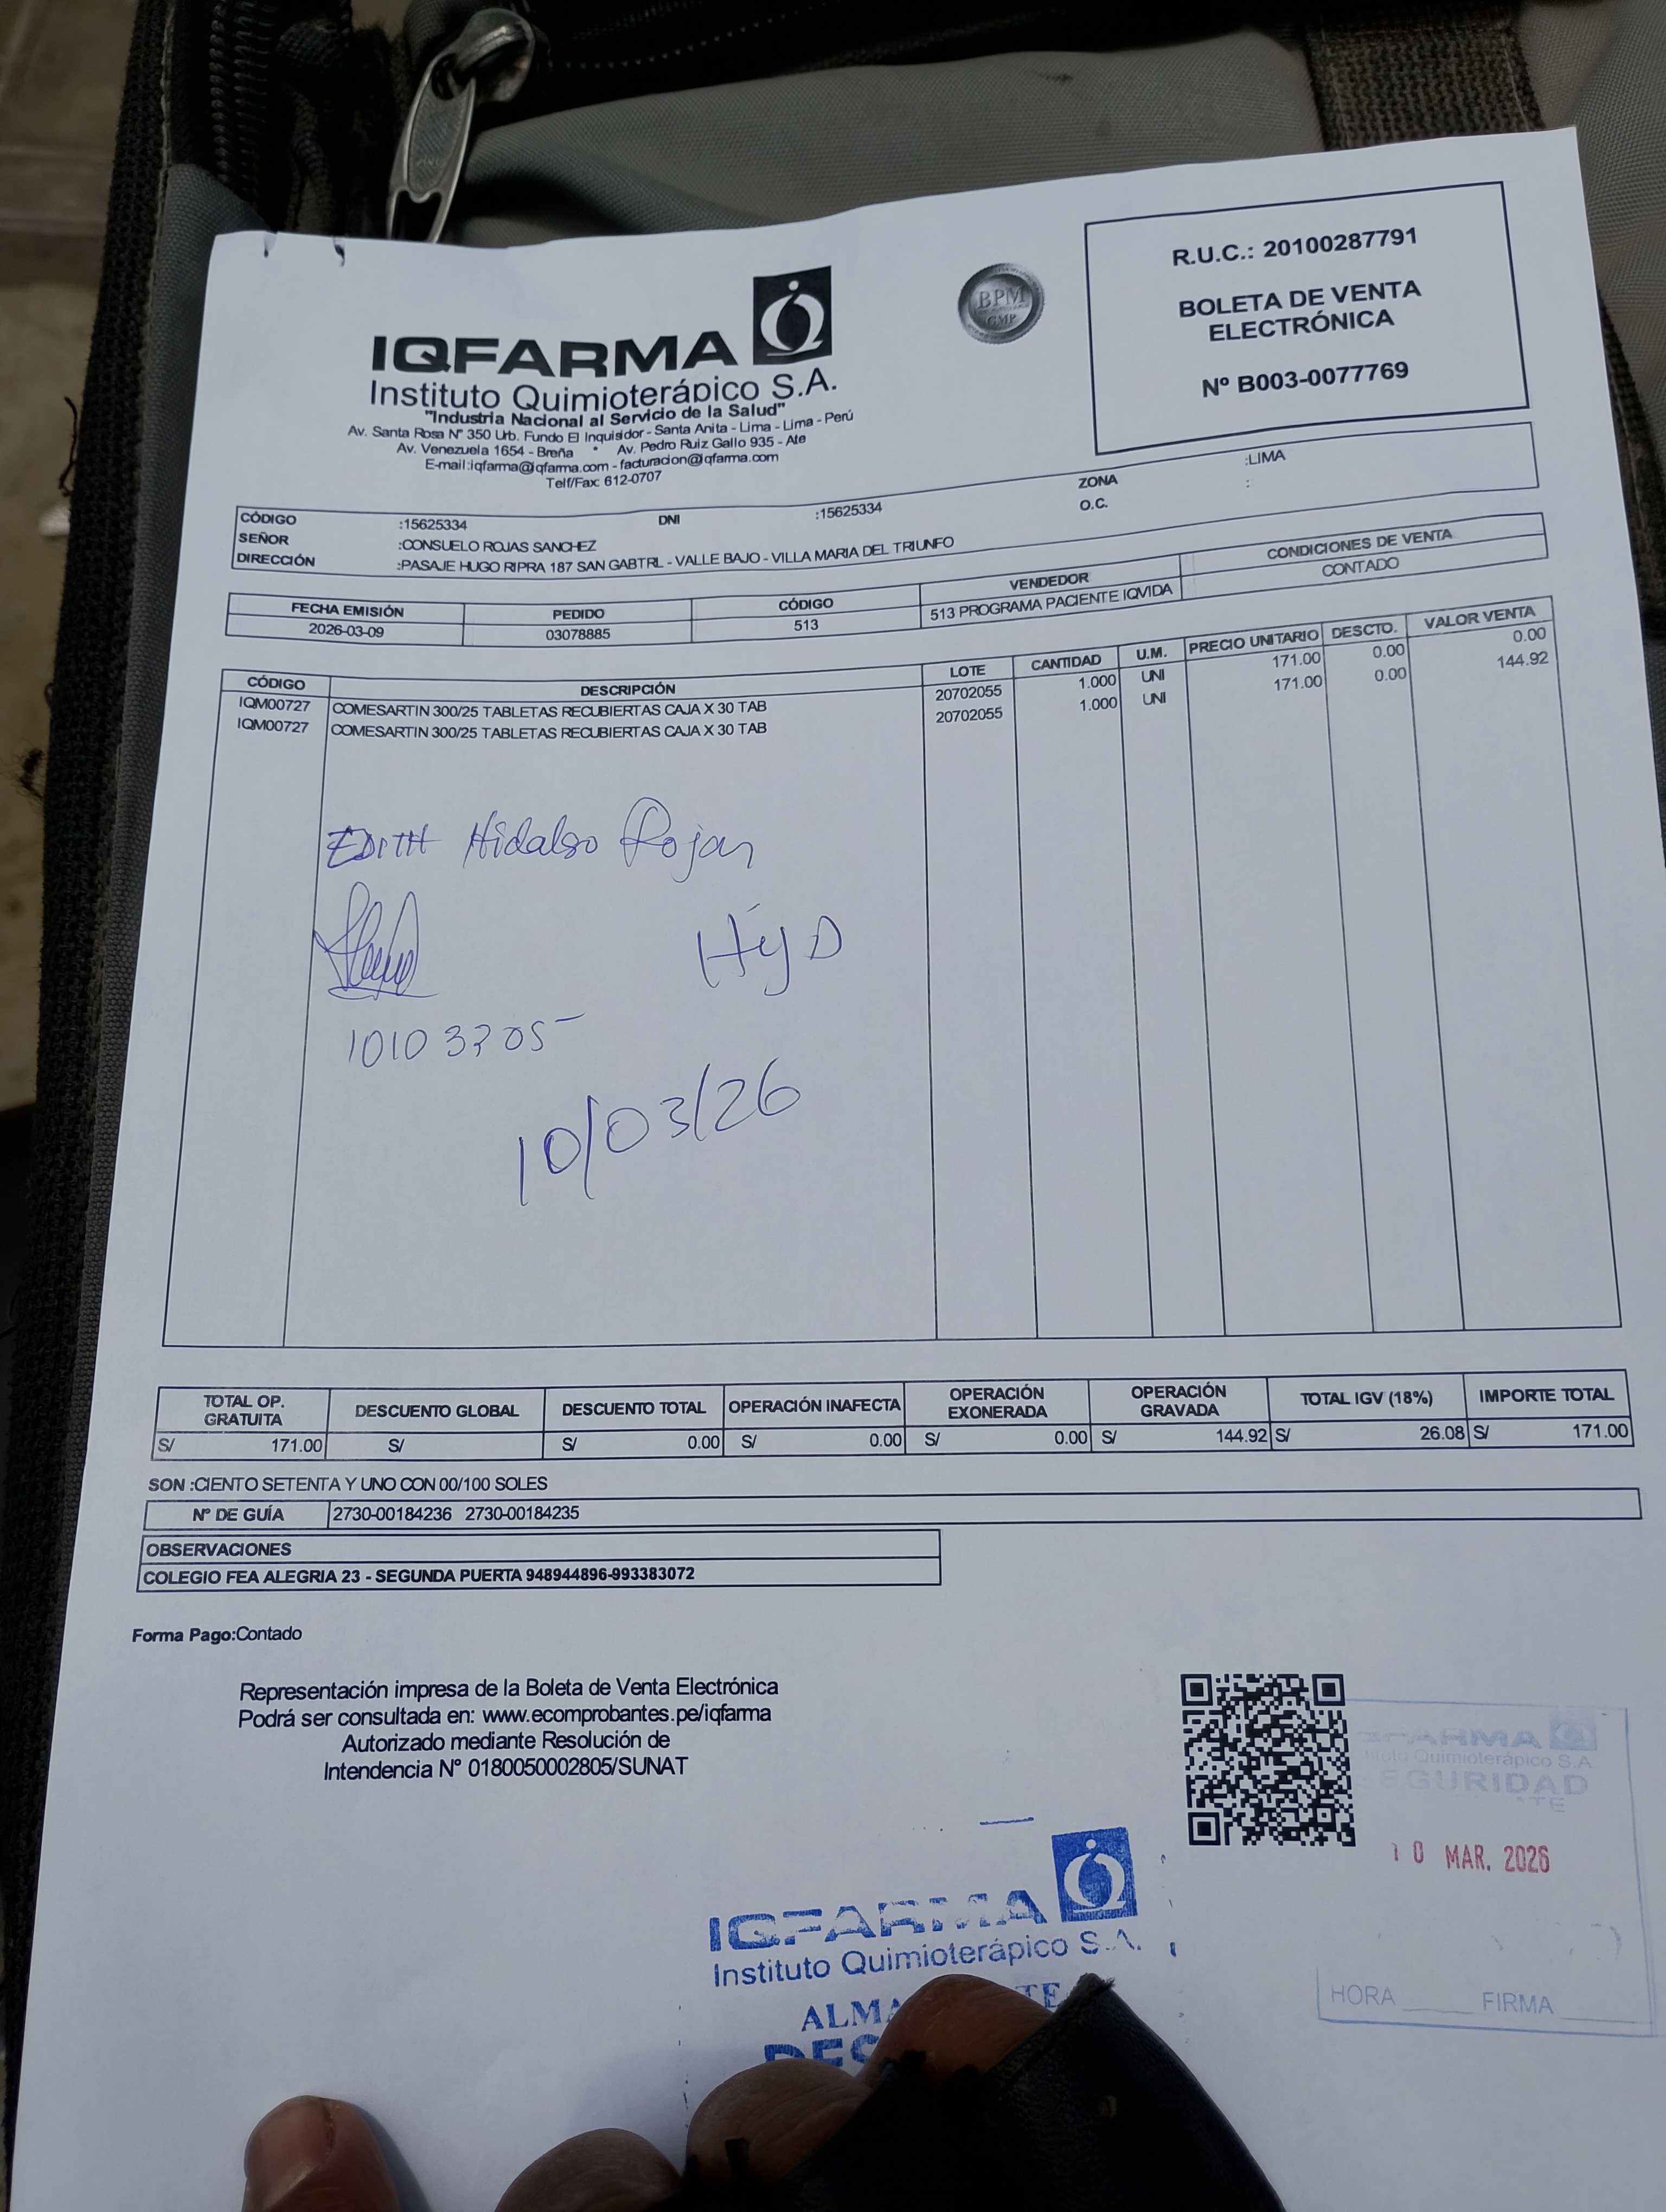 IQFARMA
Instituto Quimioterápico S.A.
"Industria Nacional al Servicio de la Salud"
Av. Santa Rosa N° 350 Urb. Fundo El Inquisidor - Santa Anita - Lima - Lima - Perú
Av. Venezuela 1654 - Breña * Av. Pedro Ruiz Gallo 935 - Ate
E-mail:iqfarma@iqfarma.com - facturacion@iqfarma.com
Telf/Fax: 612-0707
BPM
GMP
R.U.C.: 20100287791
BOLETA DE VENTA
ELECTRÓNICA
Nº B003-0077769
CÓDIGO :15625334 DNI :15625334 ZONA :LIMA
SEÑOR :CONSUELO ROJAS SANCHEZ O.C. :
DIRECCIÓN :PASAJE HUGO RIPRA 187 SAN GABTRL - VALLE BAJO - VILLA MARIA DEL TRIUNFO
FECHA EMISIÓN PEDIDO CÓDIGO VENDEDOR CONDICIONES DE VENTA
2026-03-09 03078885 513 513 PROGRAMA PACIENTE IQVIDA CONTADO
CÓDIGO DESCRIPCIÓN LOTE CANTIDAD U.M. PRECIO UNITARIO DESCTO. VALOR VENTA
IQM00727 COMESARTIN 300/25 TABLETAS RECUBIERTAS CAJA X 30 TAB 20702055 1.000 UNI 171.00 0.00 0.00
IQM00727 COMESARTIN 300/25 TABLETAS RECUBIERTAS CAJA X 30 TAB 20702055 1.000 UNI 171.00 0.00 144.92
EDITH Hidalgo Rojas
HyD
10103705
10/03/26
TOTAL OP. GRATUITA DESCUENTO GLOBAL DESCUENTO TOTAL OPERACIÓN INAFECTA OPERACIÓN EXONERADA OPERACIÓN GRAVADA TOTAL IGV (18%) IMPORTE TOTAL
S/ 171.00 S/ S/ 0.00 S/ 0.00 S/ 0.00 S/ 144.92 S/ 26.08 S/ 171.00
SON :CIENTO SETENTA Y UNO CON 00/100 SOLES
Nº DE GUÍA 2730-00184236 2730-00184235
OBSERVACIONES
COLEGIO FEA ALEGRIA 23 - SEGUNDA PUERTA 948944896-993383072
Forma Pago:Contado
Representación impresa de la Boleta de Venta Electrónica
Podrá ser consultada en: www.ecomprobantes.pe/iqfarma
Autorizado mediante Resolución de
Intendencia Nº 0180050002805/SUNAT
Quimioterápico S.A
10 MAR. 2026
HORA FIRMA
IQFARMA
Instituto Quimioterápico S.A.